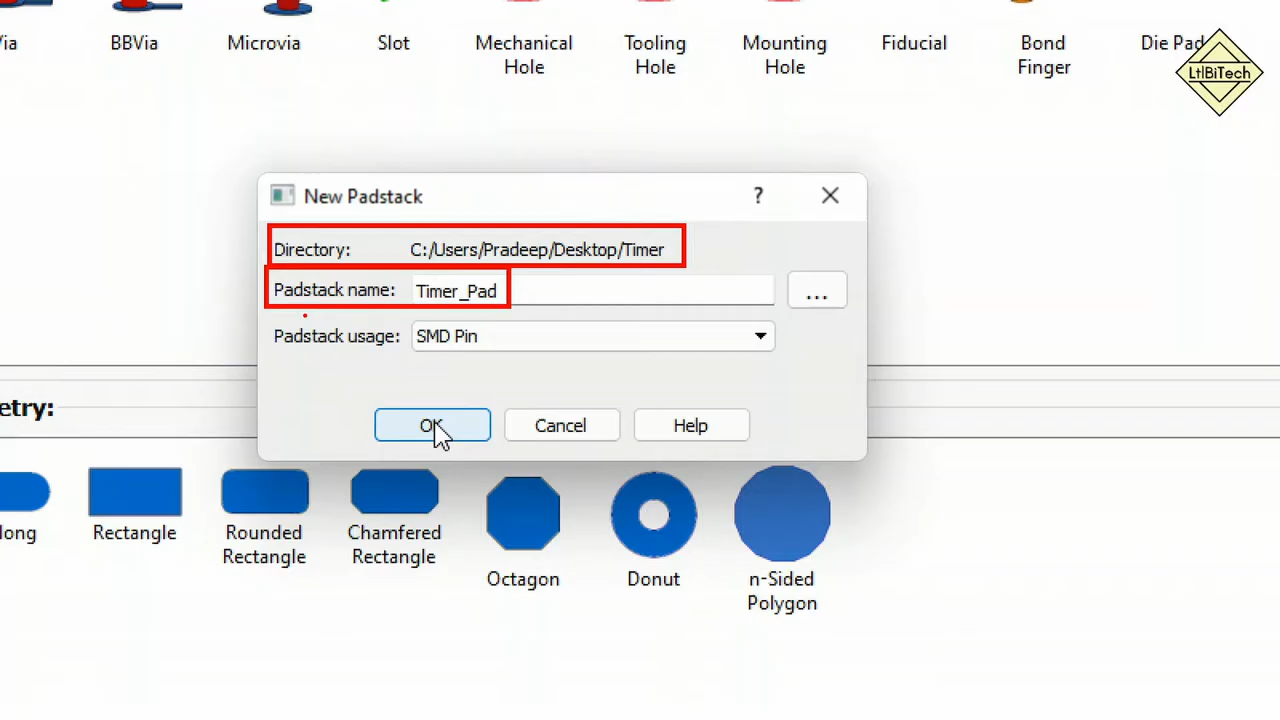 Via
BBVia
Microvia
Slot
Mechanical
Hole
Tooling
Hole
Mounting
Hole
Fiducial
Bond
Finger
Die Pad
LtlBiTech
New Padstack
?
Directory: C:/Users/Pradeep/Desktop/Timer
Padstack name: Timer_Pad
...
Padstack usage: SMD Pin
OK
Cancel
Help
etry:
long
Rectangle
Rounded
Rectangle
Chamfered
Rectangle
Octagon
Donut
n-Sided
Polygon